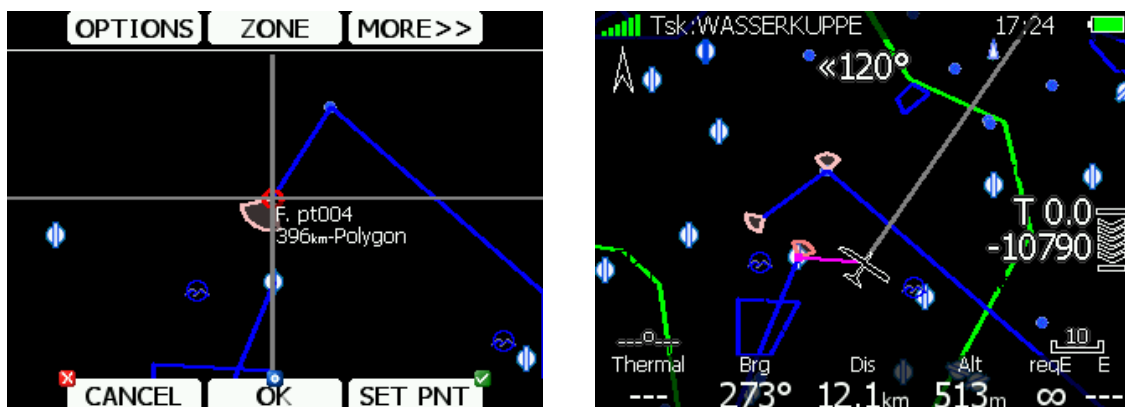 OPTIONS ZONE MORE>>
F. pt004
396km-Polygon
CANCEL OK SET PNT
Tsk:WASSERKUPPE 17:24
«120°
T 0.0
-10790
10
Thermal Brg Dis Alt reqE E
--- 273° 12.1km 513m ∞ ---